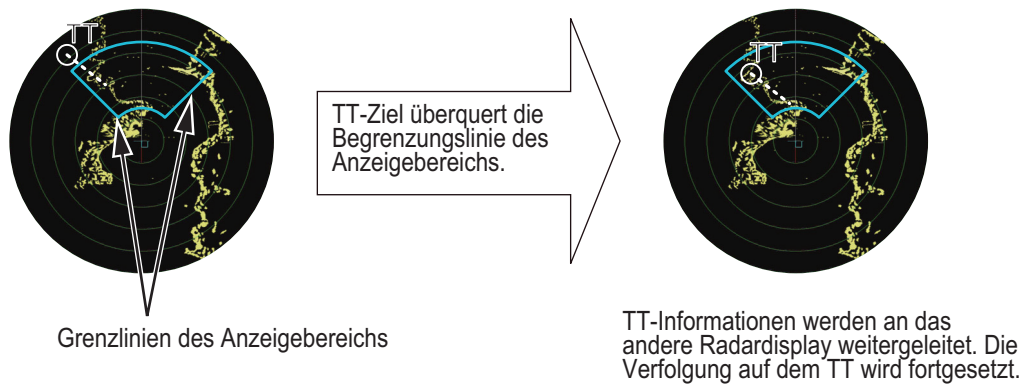 TT
TT
TT-Ziel überquert die
Begrenzungslinie des
Anzeigebereichs.
Grenzlinien des Anzeigebereichs
TT-Informationen werden an das
andere Radardisplay weitergeleitet. Die
Verfolgung auf dem TT wird fortgesetzt.